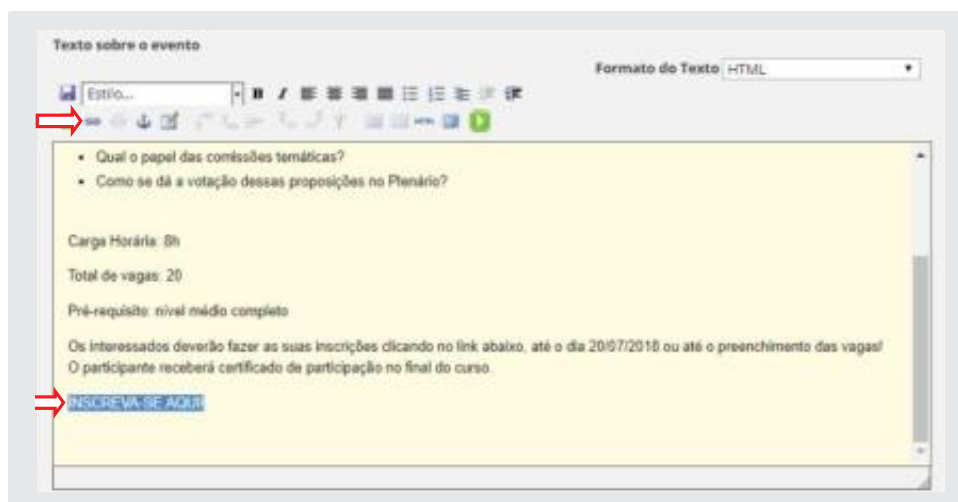 Texto sobre o evento
Formato do Texto HTML
Estilo...
B I
HTML
• Qual o papel das comissões temáticas?
• Como se dá a votação dessas proposições no Plenário?
Carga Horária: 8h
Total de vagas: 20
Pré-requisito: nível médio completo
Os interessados deverão fazer as suas inscrições clicando no link abaixo, até o dia 20/07/2018 ou até o preenchimento das vagas!
O participante receberá certificado de participação no final do curso.
INSCREVA-SE AQUI!